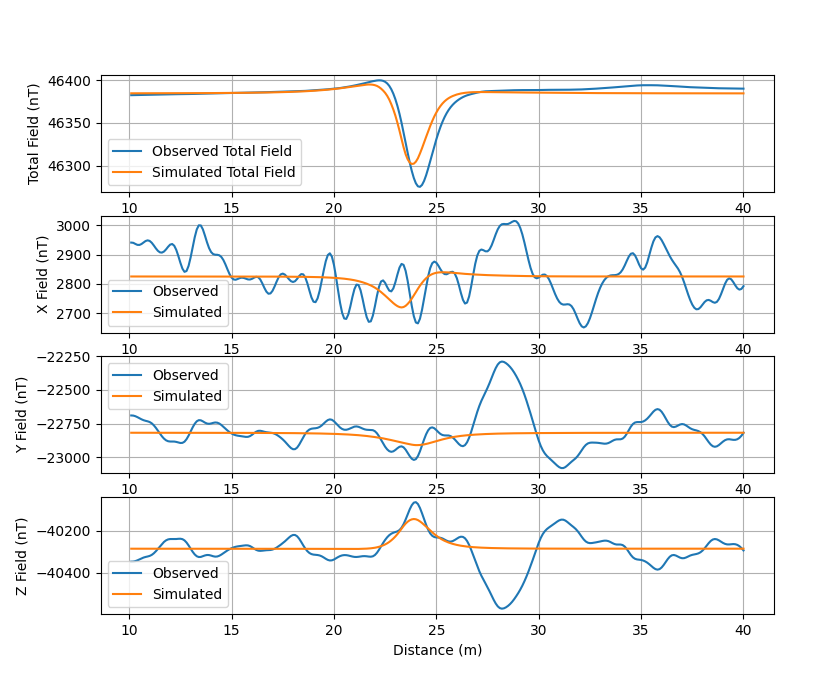 46400
46350
46300
Total Field (nT)
Observed Total Field
Simulated Total Field
10 15 20 25 30 35 40
3000
2900
2800
2700
X Field (nT)
Observed
Simulated
10 15 20 25 30 35 40
−22250
−22500
−22750
−23000
Y Field (nT)
Observed
Simulated
10 15 20 25 30 35 40
−40200
−40400
Z Field (nT)
Observed
Simulated
10 15 20 25 30 35 40
Distance (m)